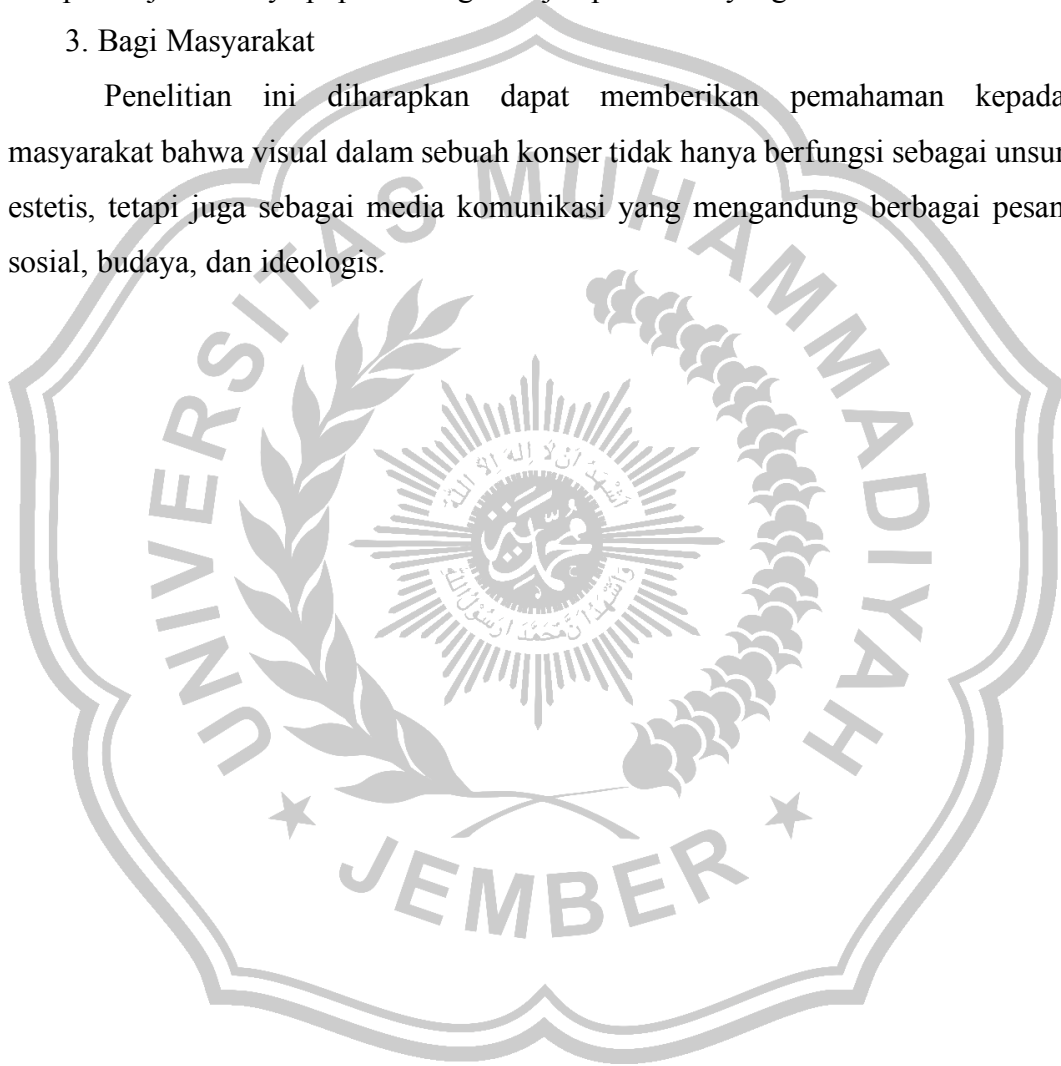 3. Bagi Masyarakat
Penelitian ini diharapkan dapat memberikan pemahaman kepada
masyarakat bahwa visual dalam sebuah konser tidak hanya berfungsi sebagai unsur
estetis, tetapi juga sebagai media komunikasi yang mengandung berbagai pesan
sosial, budaya, dan ideologis.
UNIVERSITAS MUHAMMADIYAH
JEMBER